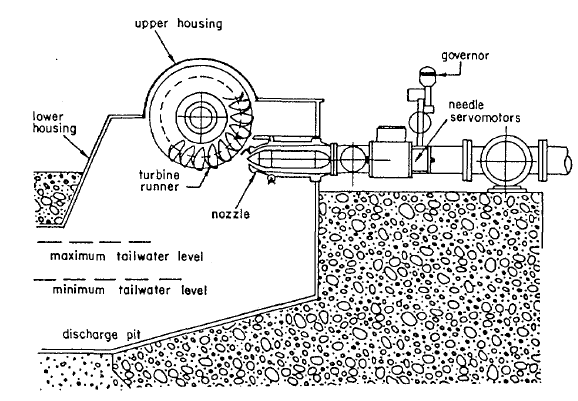 upper housing
governor
needle
servomotors
lower
housing
turbine
runner
nozzle
maximum tailwater level
minimum tailwater level
discharge pit